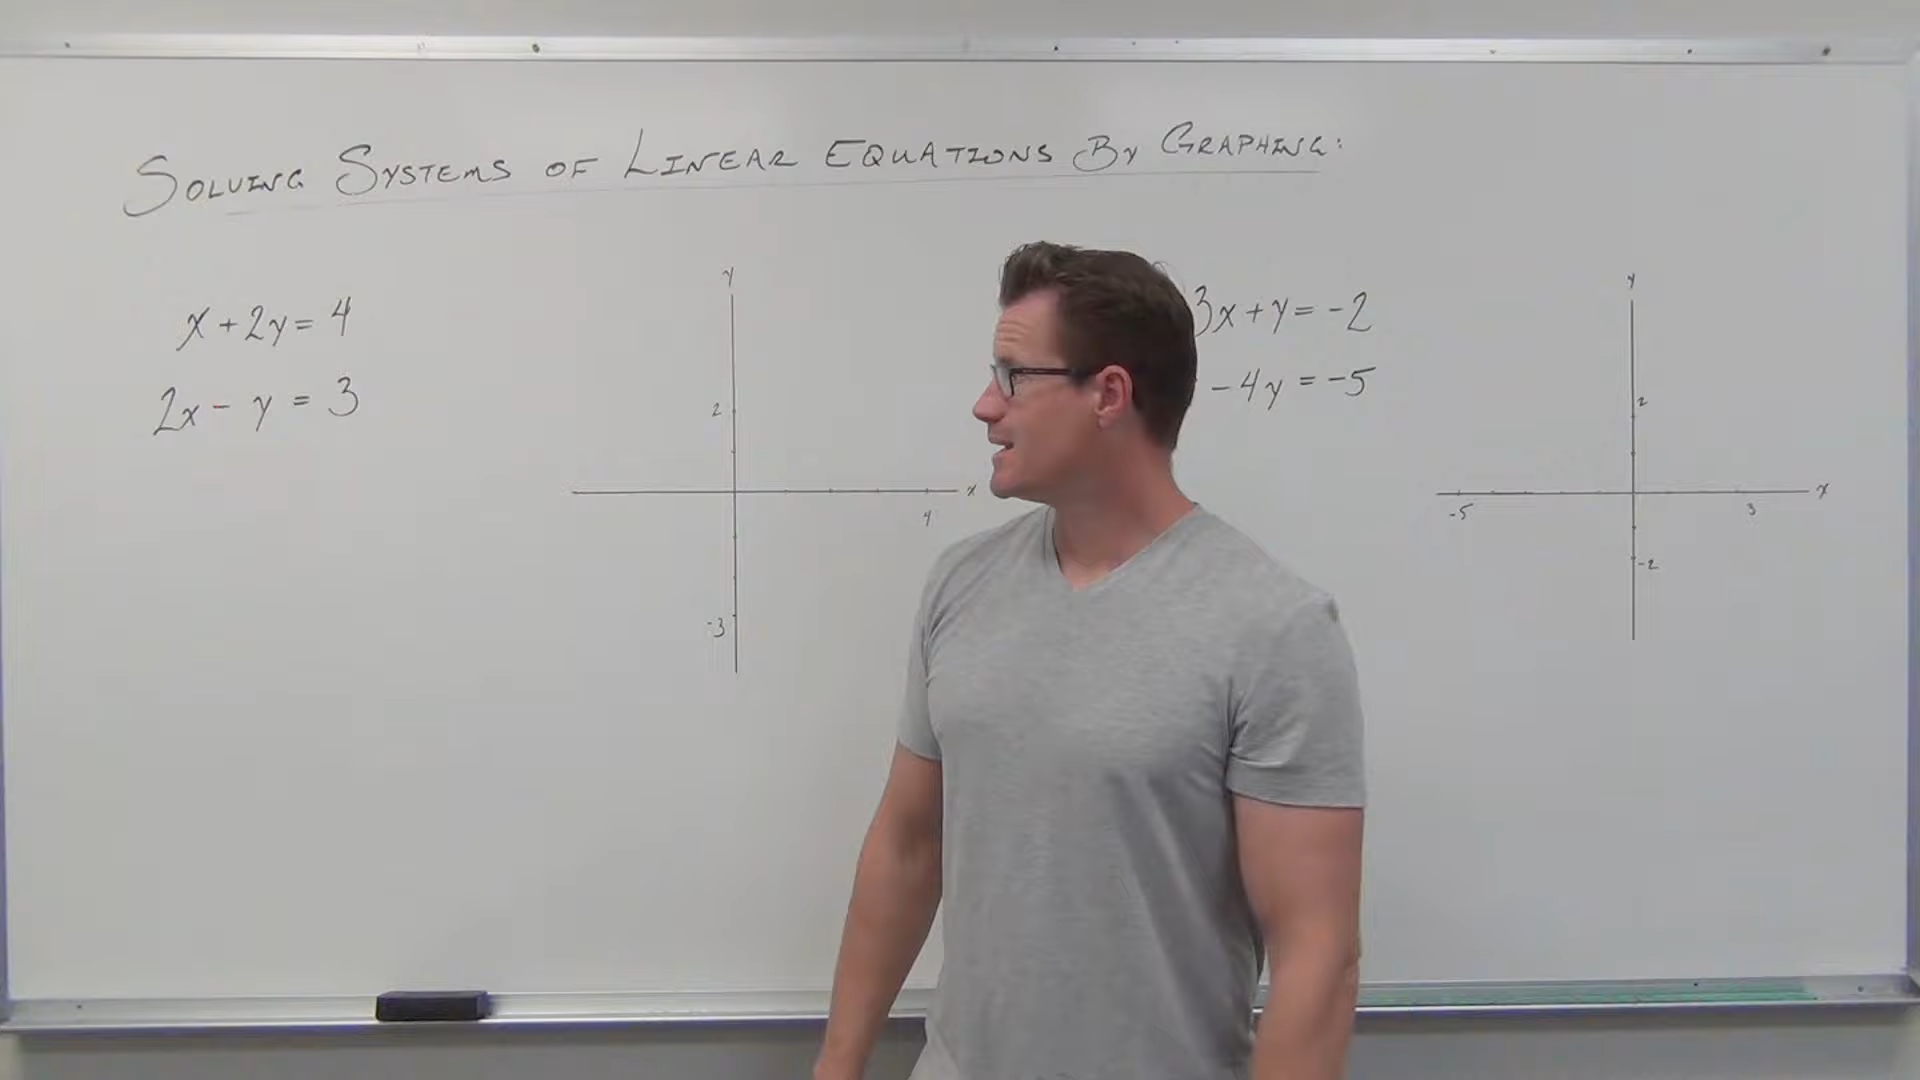 SOLVING SYSTEMS OF LINEAR EQUATIONS BY GRAPHING:
x + 2y = 4
2x - y = 3
y
2
x
4
-3
3x + y = -2
- 4y = -5
y
2
x
-5
3
-2